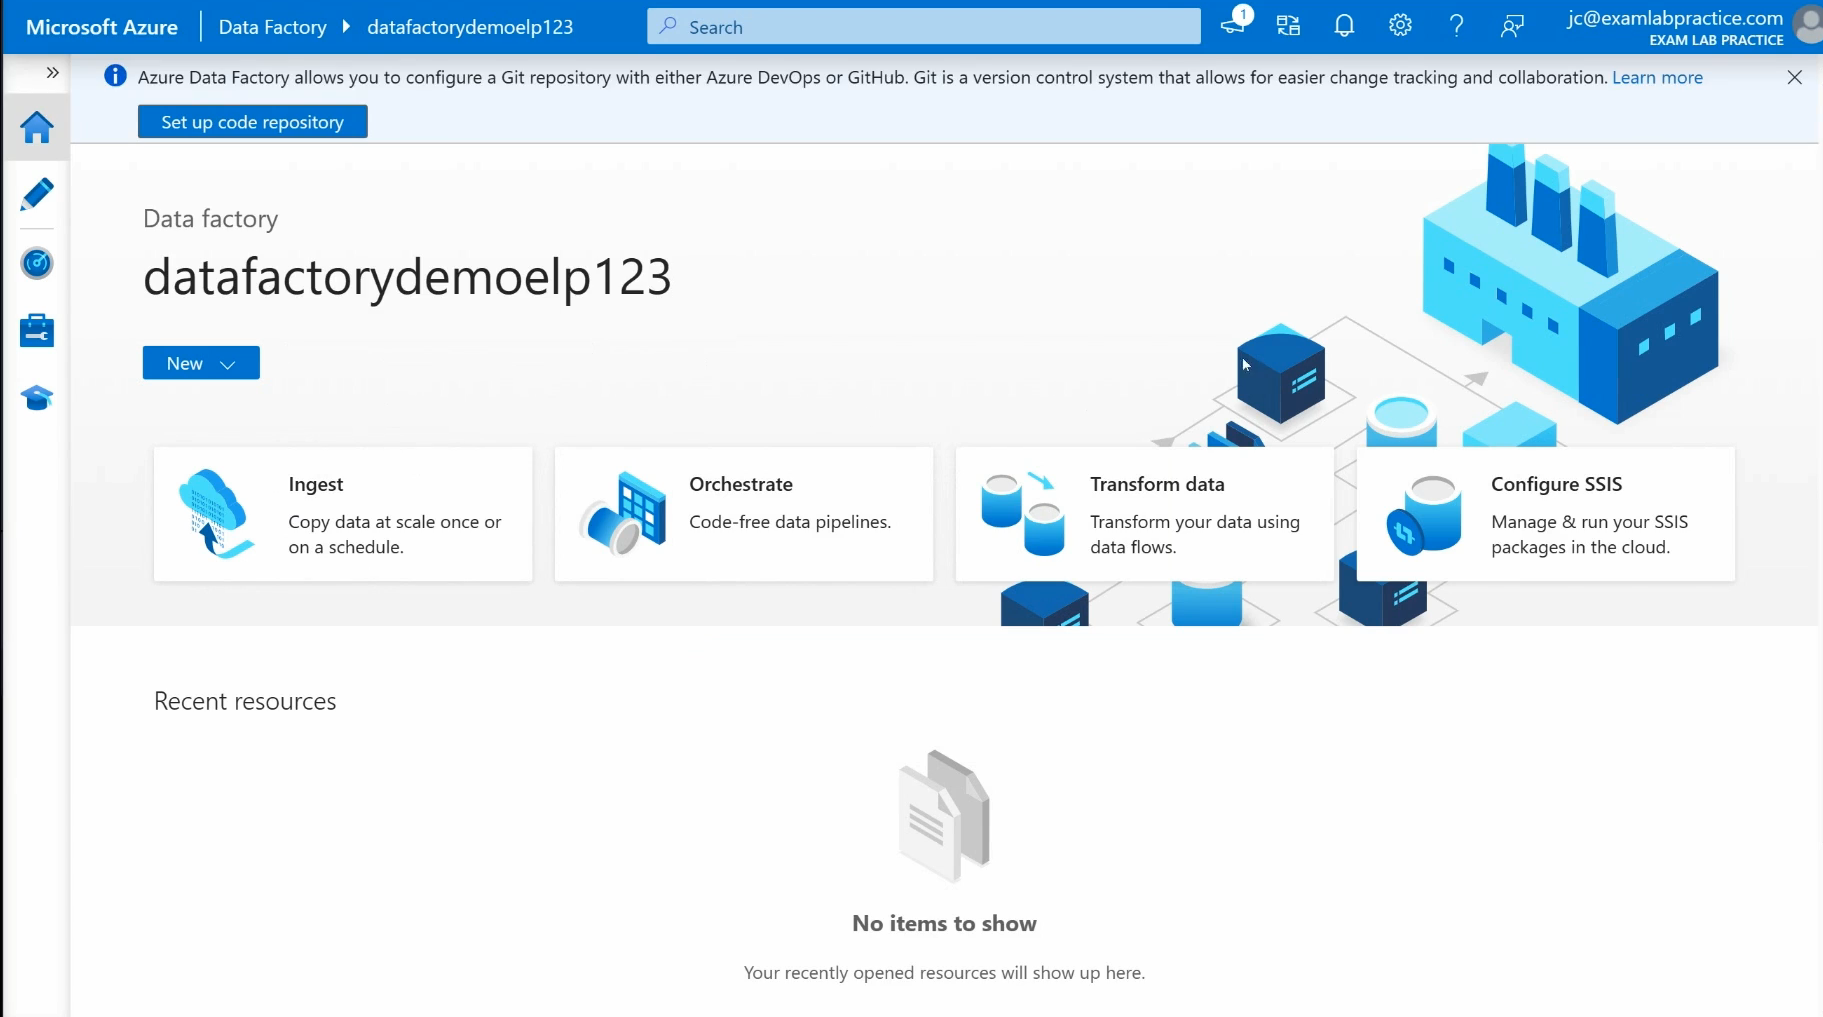 Microsoft Azure
Data Factory
datafactorydemoelp123
Search
1
jc@examlabpractice.com
EXAM LAB PRACTICE
Azure Data Factory allows you to configure a Git repository with either Azure DevOps or GitHub. Git is a version control system that allows for easier change tracking and collaboration. Learn more
Set up code repository
Data factory
datafactorydemoelp123
New
Ingest
Copy data at scale once or
on a schedule.
Orchestrate
Code-free data pipelines.
Transform data
Transform your data using
data flows.
Configure SSIS
Manage & run your SSIS
packages in the cloud.
Recent resources
No items to show
Your recently opened resources will show up here.